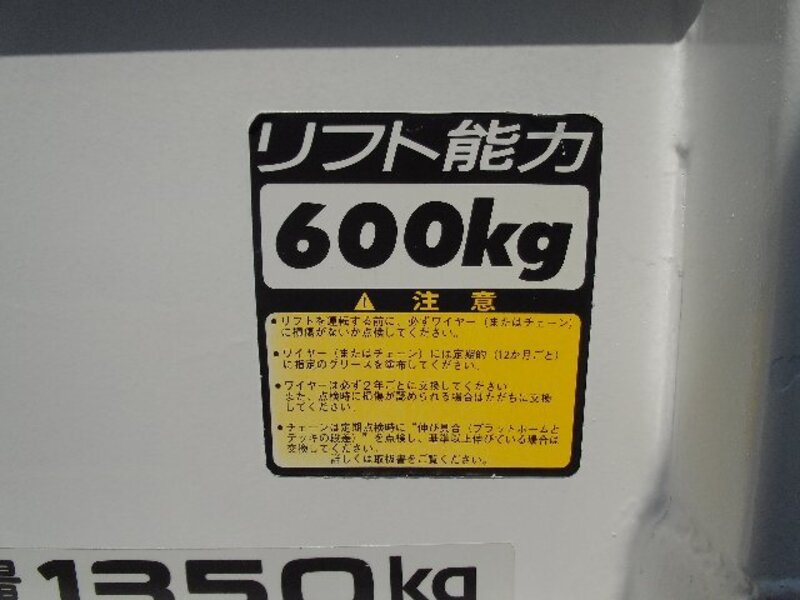 リフト能力
600kg
注意
●リフトを運転する前に、必ずワイヤー(またはチェーン)
に損傷がないか点検してください。
●ワイヤー(またはチェーン)には定期的(12か月ごと)
に指定のグリースを塗布してください。
●ワイヤーは必ず2年ごとに交換してください
また、点検時に損傷が認められる場合はただちに交換
してください。
●チェーンは定期点検時に"伸び具合(プラットホームと
デッキの段差)"を点検し、基準以上伸びている場合は
交換してください。
詳しくは取扱書をご覧ください。
量1350kg